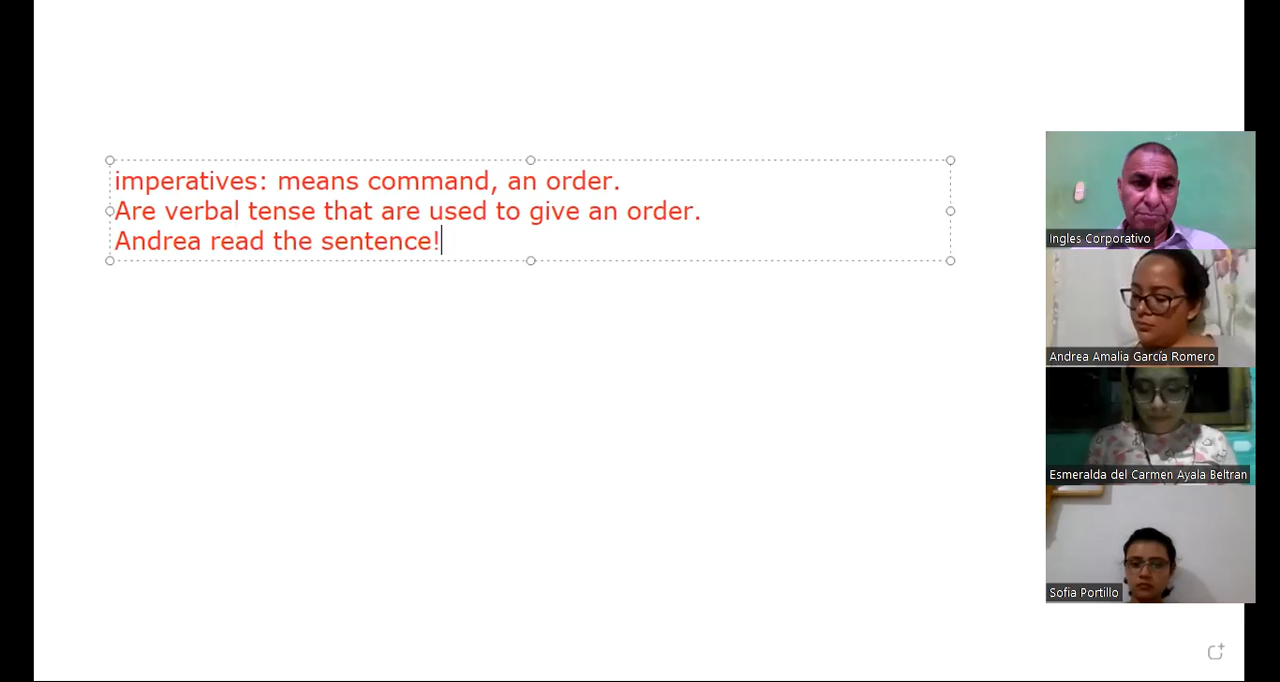 imperatives: means command, an order.
Are verbal tense that are used to give an order.
Andrea read the sentence!
Ingles Corporativo
Andrea Amalia García Romero
Esmeralda del Carmen Ayala Beltran
Sofia Portillo